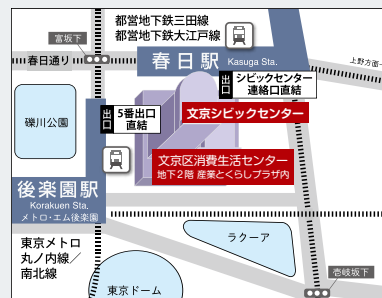 都営地下鉄三田線
都営地下鉄大江戸線
富坂下
春日通り
春日駅
Kasuga Sta.
上野方面
出口
シビックセンター
連絡口直結
礫川公園
出口
5番出口
直結
文京シビックセンター
文京区消費生活センター
地下2階 産業とくらしプラザ内
後楽園駅
Korakuen Sta.
メトロ・エム後楽園
東京メトロ
丸ノ内線／
南北線
ラクーア
東京ドーム
壱岐坂下